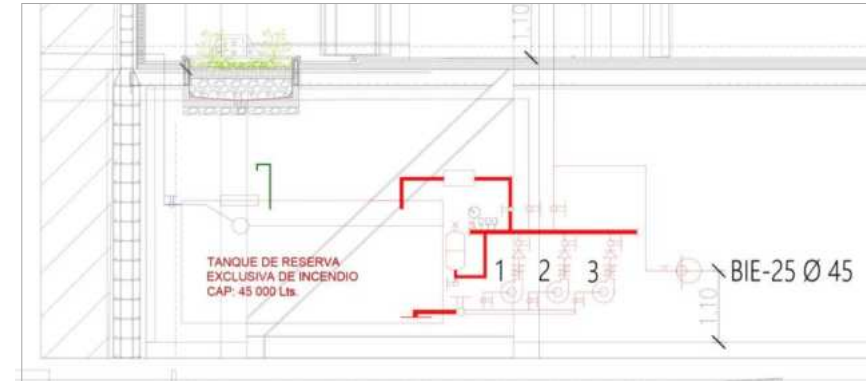 1.10
TANQUE DE RESERVA
EXCLUSIVA DE INCENDIO
CAP: 45 000 Lts.
1 2 3
BIE-25 Ø 45
1.10